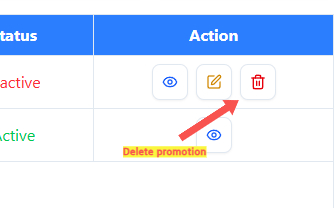 tatus Action
active
Active
Delete promotion